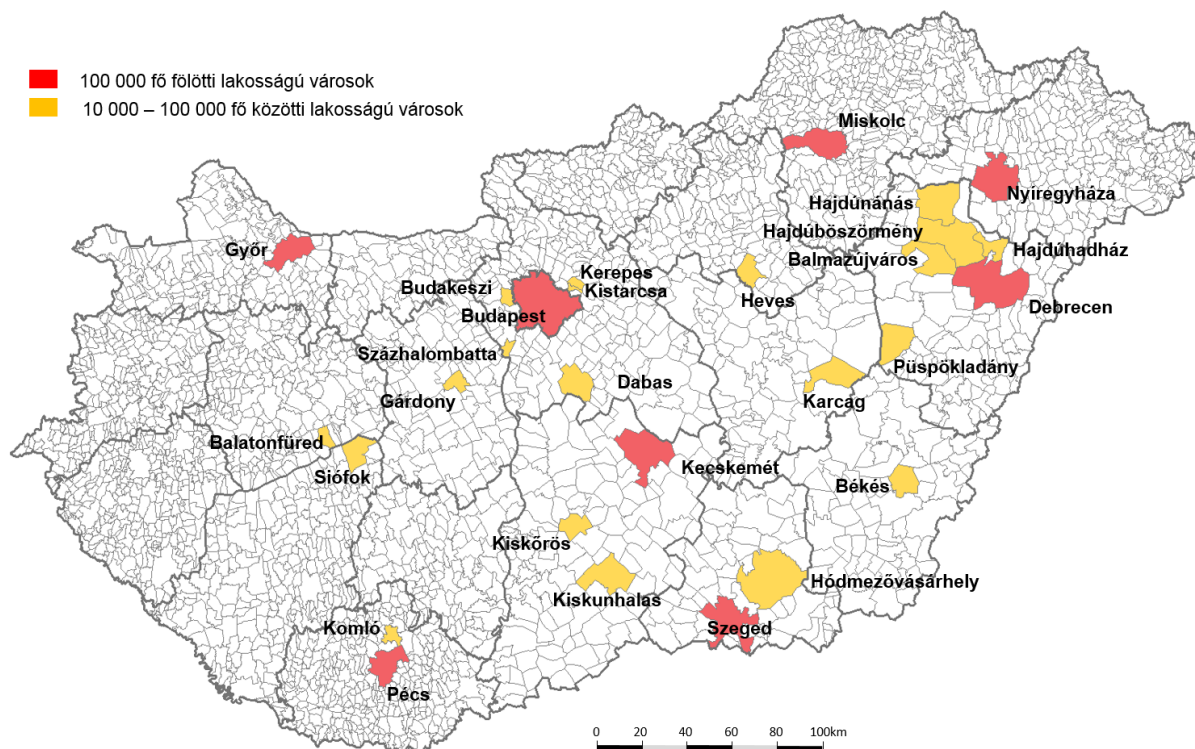 100 000 fő fölötti lakosságú városok
10 000 – 100 000 fő közötti lakosságú városok
Miskolc
Nyíregyháza
Hajdúnánás
Hajdúböszörmény
Hajdúhadház
Balmazújváros
Győr
Kerepes
Budakeszi
Kistarcsa
Heves
Debrecen
Budapest
Százhalombatta
Püspökladány
Dabas
Gárdony
Karcag
Balatonfüred
Kecskemét
Siófok
Békés
Kiskőrös
Hódmezővásárhely
Kiskunhalas
Komló
Szeged
Pécs
0 20 40 60 80 100km